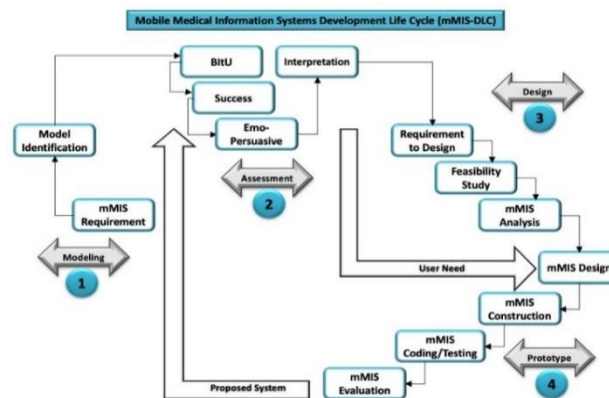 Mobile Medical Information Systems Development Life Cycle (mMIS-DLC)
BItU
Interpretation
Success
Emo-
Persuasive
Model
Identification
mMIS
Requirement
Modeling
1
Assessment
2
Design
3
Requirement
to Design
Feasibility
Study
mMIS
Analysis
User Need
mMIS Design
mMIS
Construction
mMIS
Coding/Testing
mMIS
Evaluation
Prototype
4
Proposed System